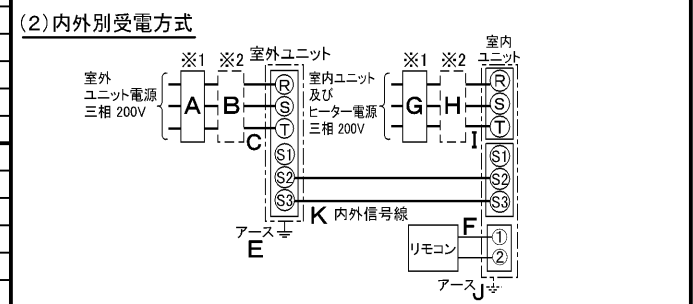 (2)内外別受電方式
※1 ※2 室外ユニット
室外
ユニット電源
三相 200V
A
B
C
R
S
T
S1
S2
S3
アース
E
※1 ※2
室内
ユニット
室内ユニット
及び
ヒーター電源
三相 200V
G
H
I
R
S
T
S1
S2
S3
K 内外信号線
リモコン
F
1
2
アース
J